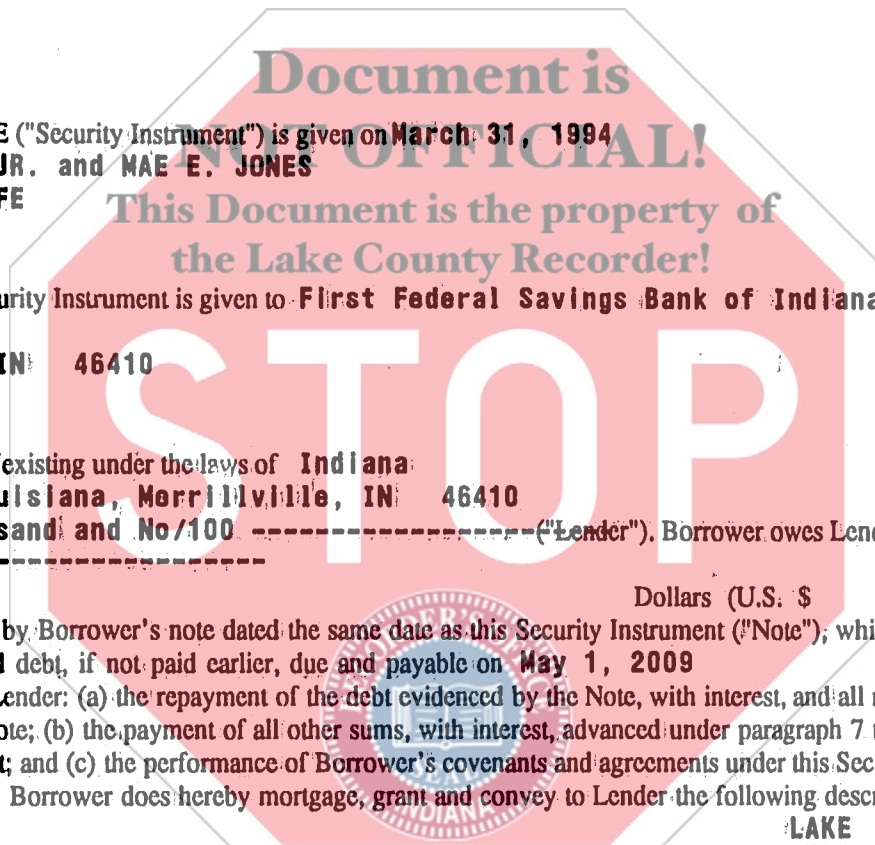 Document is
E ("Security Instrument") is given on March 31, 1994
NOT OFFICIAL!
JR. and MAE E. JONES
FE
This Document is the property of
the Lake County Recorder!
urity Instrument is given to First Federal Savings Bank of Indiana
IN 46410
STOP
existing under the laws of Indiana
uisiana, Merrillville, IN 46410
sand and No/100 ------------------- ("Lender"). Borrower owes Lend
------------------
Dollars (U.S. $
by Borrower's note dated the same date as this Security Instrument ("Note"), whi
debt, if not paid earlier, due and payable on May 1, 2009
Lender: (a) the repayment of the debt evidenced by the Note, with interest, and all
ote; (b) the payment of all other sums, with interest, advanced under paragraph 7
t; and (c) the performance of Borrower's covenants and agreements under this Sec
Borrower does hereby mortgage, grant and convey to Lender the following descr
LAKE
RECORDER'S OFFICE
SEAL
INDIANA